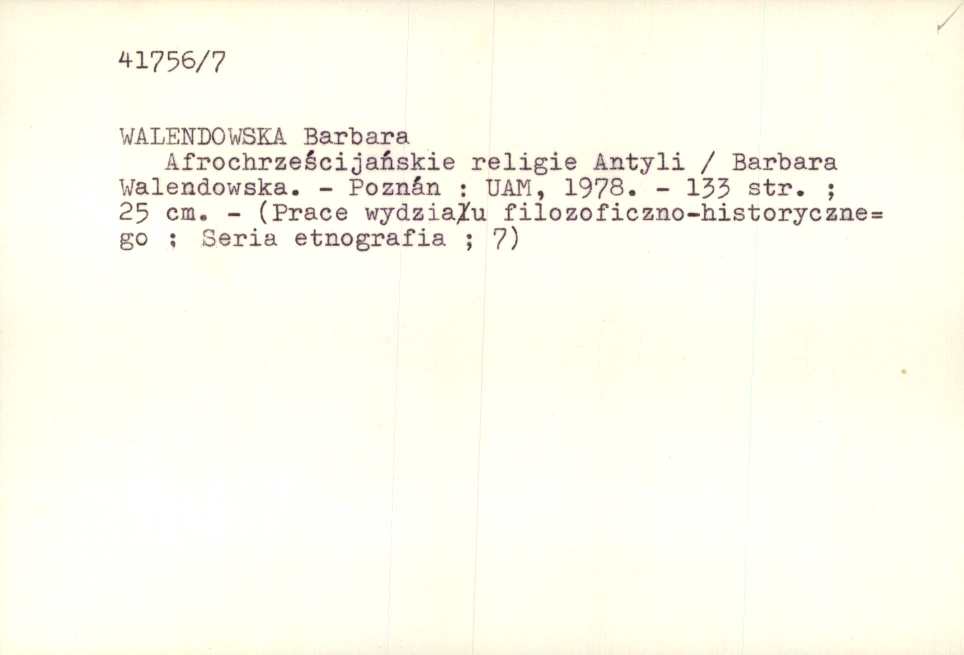 41756/7
WALENDOWSKA Barbara
Afrochrześcijańskie religie Antyli / Barbara
Walendowska. - Poznán : UAM, 1978. - 133 str. ;
25 cm. - (Prace wydziału filozoficzno-historyczne=
go ; Seria etnografia ; 7)